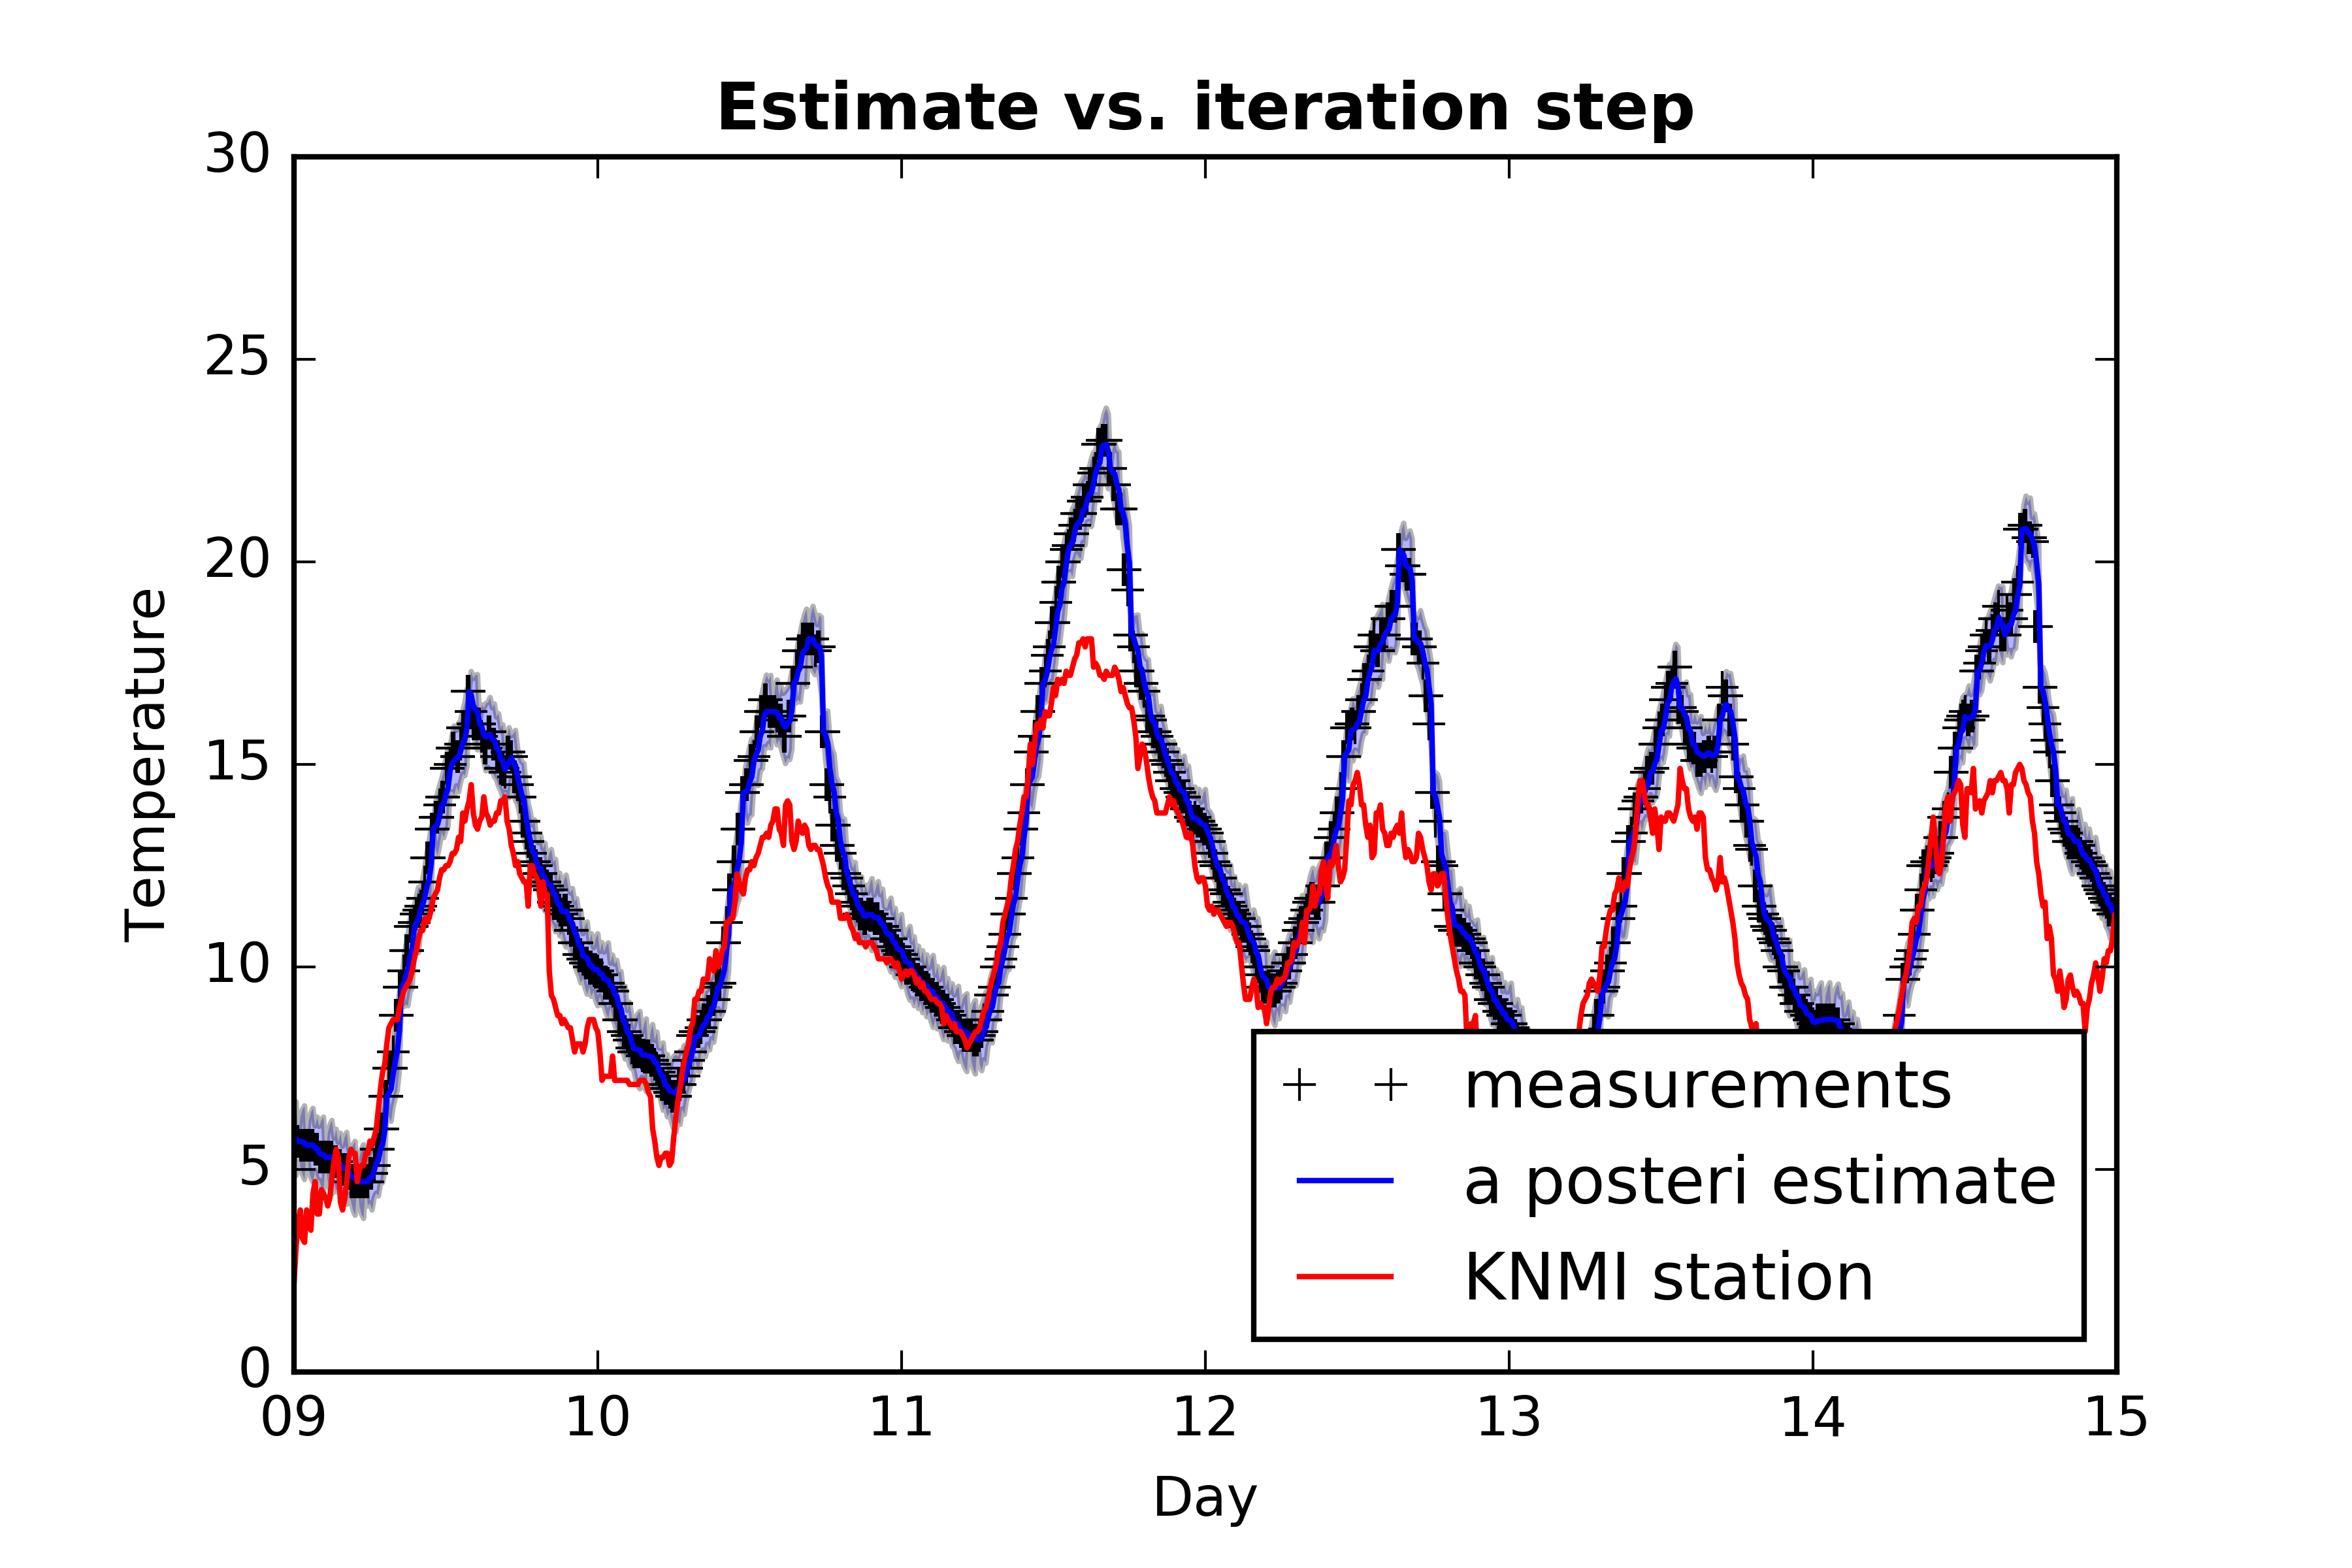 Estimate vs. iteration step
30
25
20
15
10
5
0
Temperature
09 10 11 12 13 14 15
Day
measurements
a posteri estimate
KNMI station